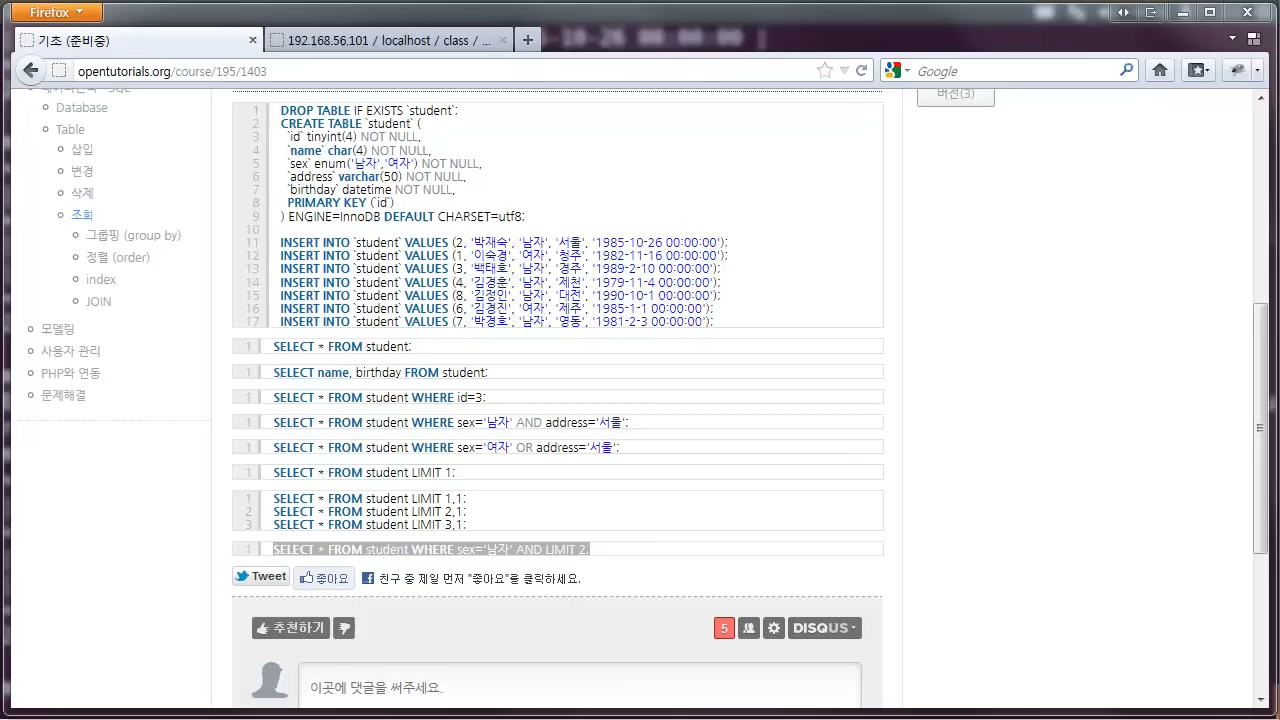 Firefox
기초 (준비중)
192.168.56.101 / localhost / class / ...
opentutorials.org/course/195/1403
Google
Database
Table
삽입
변경
삭제
조회
그룹핑 (group by)
정렬 (order)
index
JOIN
모델링
사용자 관리
PHP와 연동
문제해결
버전(3)
1 DROP TABLE IF EXISTS `student`;
2 CREATE TABLE `student` (
3 `id` tinyint(4) NOT NULL,
4 `name` char(4) NOT NULL,
5 `sex` enum('남자','여자') NOT NULL,
6 `address` varchar(50) NOT NULL,
7 `birthday` datetime NOT NULL,
8 PRIMARY KEY (`id`)
9 ) ENGINE=InnoDB DEFAULT CHARSET=utf8;
10
11 INSERT INTO `student` VALUES (2, '박재숙', '남자', '서울', '1985-10-26 00:00:00');
12 INSERT INTO `student` VALUES (1, '이숙경', '여자', '청주', '1982-11-16 00:00:00');
13 INSERT INTO `student` VALUES (3, '백태호', '남자', '경주', '1989-2-10 00:00:00');
14 INSERT INTO `student` VALUES (4, '김경훈', '남자', '제천', '1979-11-4 00:00:00');
15 INSERT INTO `student` VALUES (8, '김정인', '남자', '대전', '1990-10-1 00:00:00');
16 INSERT INTO `student` VALUES (6, '김경진', '여자', '제주', '1985-1-1 00:00:00');
17 INSERT INTO `student` VALUES (7, '박경호', '남자', '영동', '1981-2-3 00:00:00');
1 SELECT * FROM student;
1 SELECT name, birthday FROM student;
1 SELECT * FROM student WHERE id=3;
1 SELECT * FROM student WHERE sex='남자' AND address='서울';
1 SELECT * FROM student WHERE sex='여자' OR address='서울';
1 SELECT * FROM student LIMIT 1;
1 SELECT * FROM student LIMIT 1,1;
2 SELECT * FROM student LIMIT 2,1;
3 SELECT * FROM student LIMIT 3,1;
1 SELECT * FROM student WHERE sex='남자' AND LIMIT 2;
Tweet 좋아요 친구 중 제일 먼저 "좋아요"을 클릭하세요.
추천하기 5 DISQUS
이곳에 댓글을 써주세요.